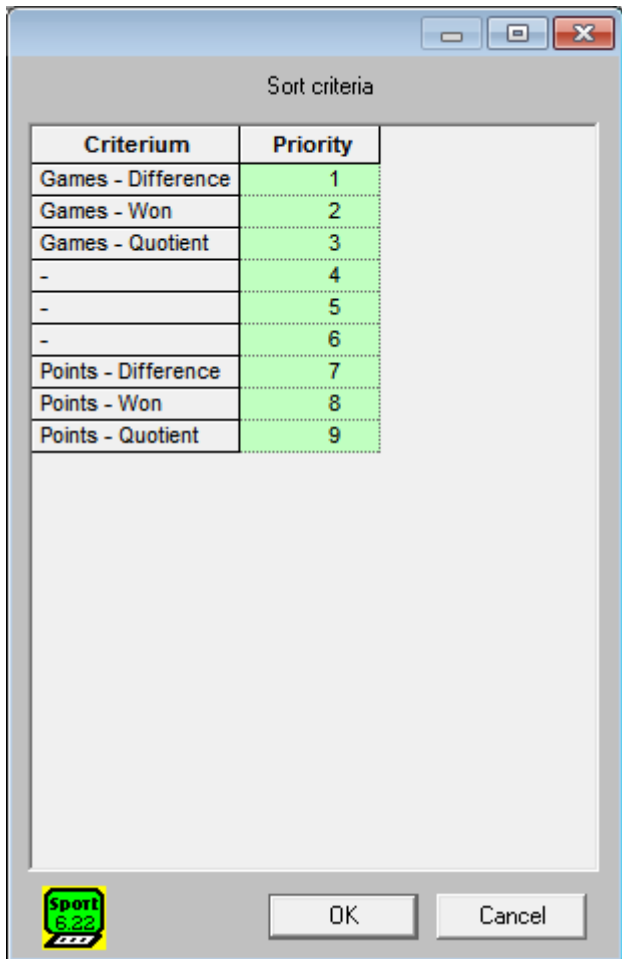 Sort criteria
Criterium Priority
Games - Difference 1
Games - Won 2
Games - Quotient 3
- 4
- 5
- 6
Points - Difference 7
Points - Won 8
Points - Quotient 9
Sport
6.22
OK Cancel